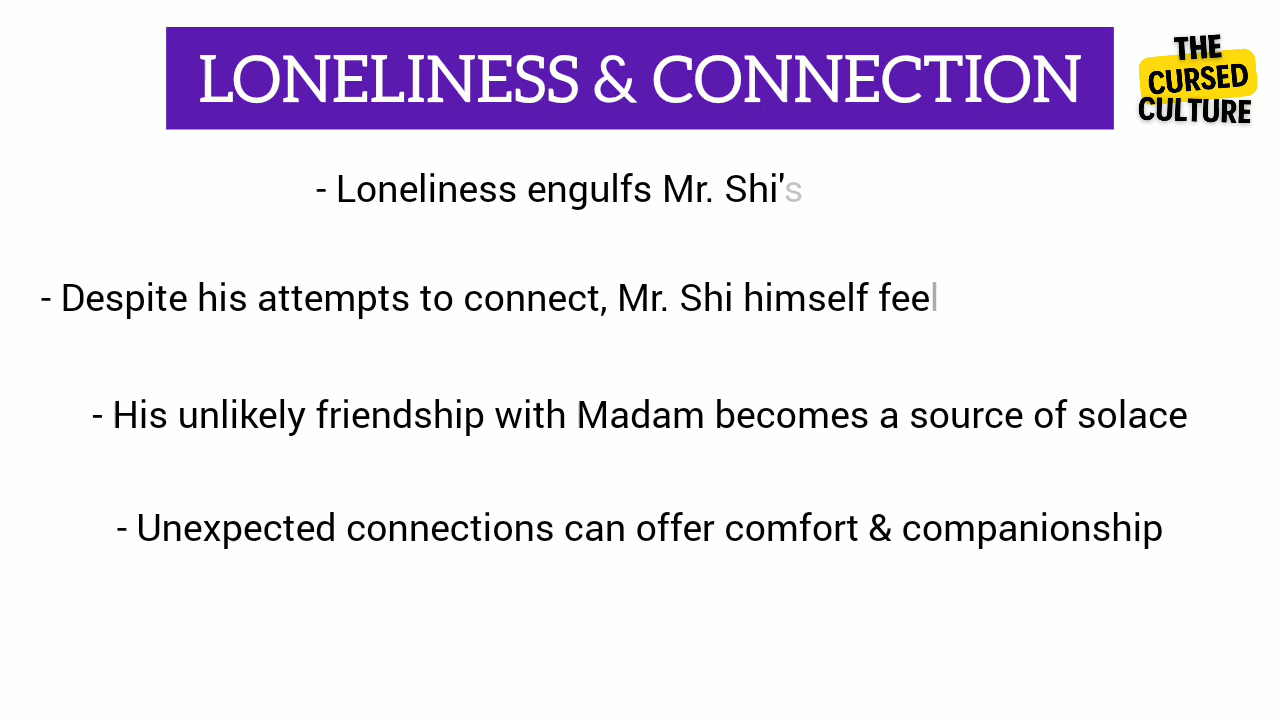 LONELINESS & CONNECTION
THE
CURSED
CULTURE
- Loneliness engulfs Mr. Shi's
- Despite his attempts to connect, Mr. Shi himself feel
- His unlikely friendship with Madam becomes a source of solace
- Unexpected connections can offer comfort & companionship